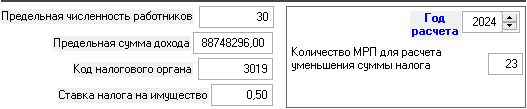 Предельная численность работников 30
Предельная сумма дохода 88748296,00
Код налогового органа 3019
Ставка налога на имущество 0,50
Год
расчета 2024
Количество МРП для расчета
уменьшения суммы налога 23